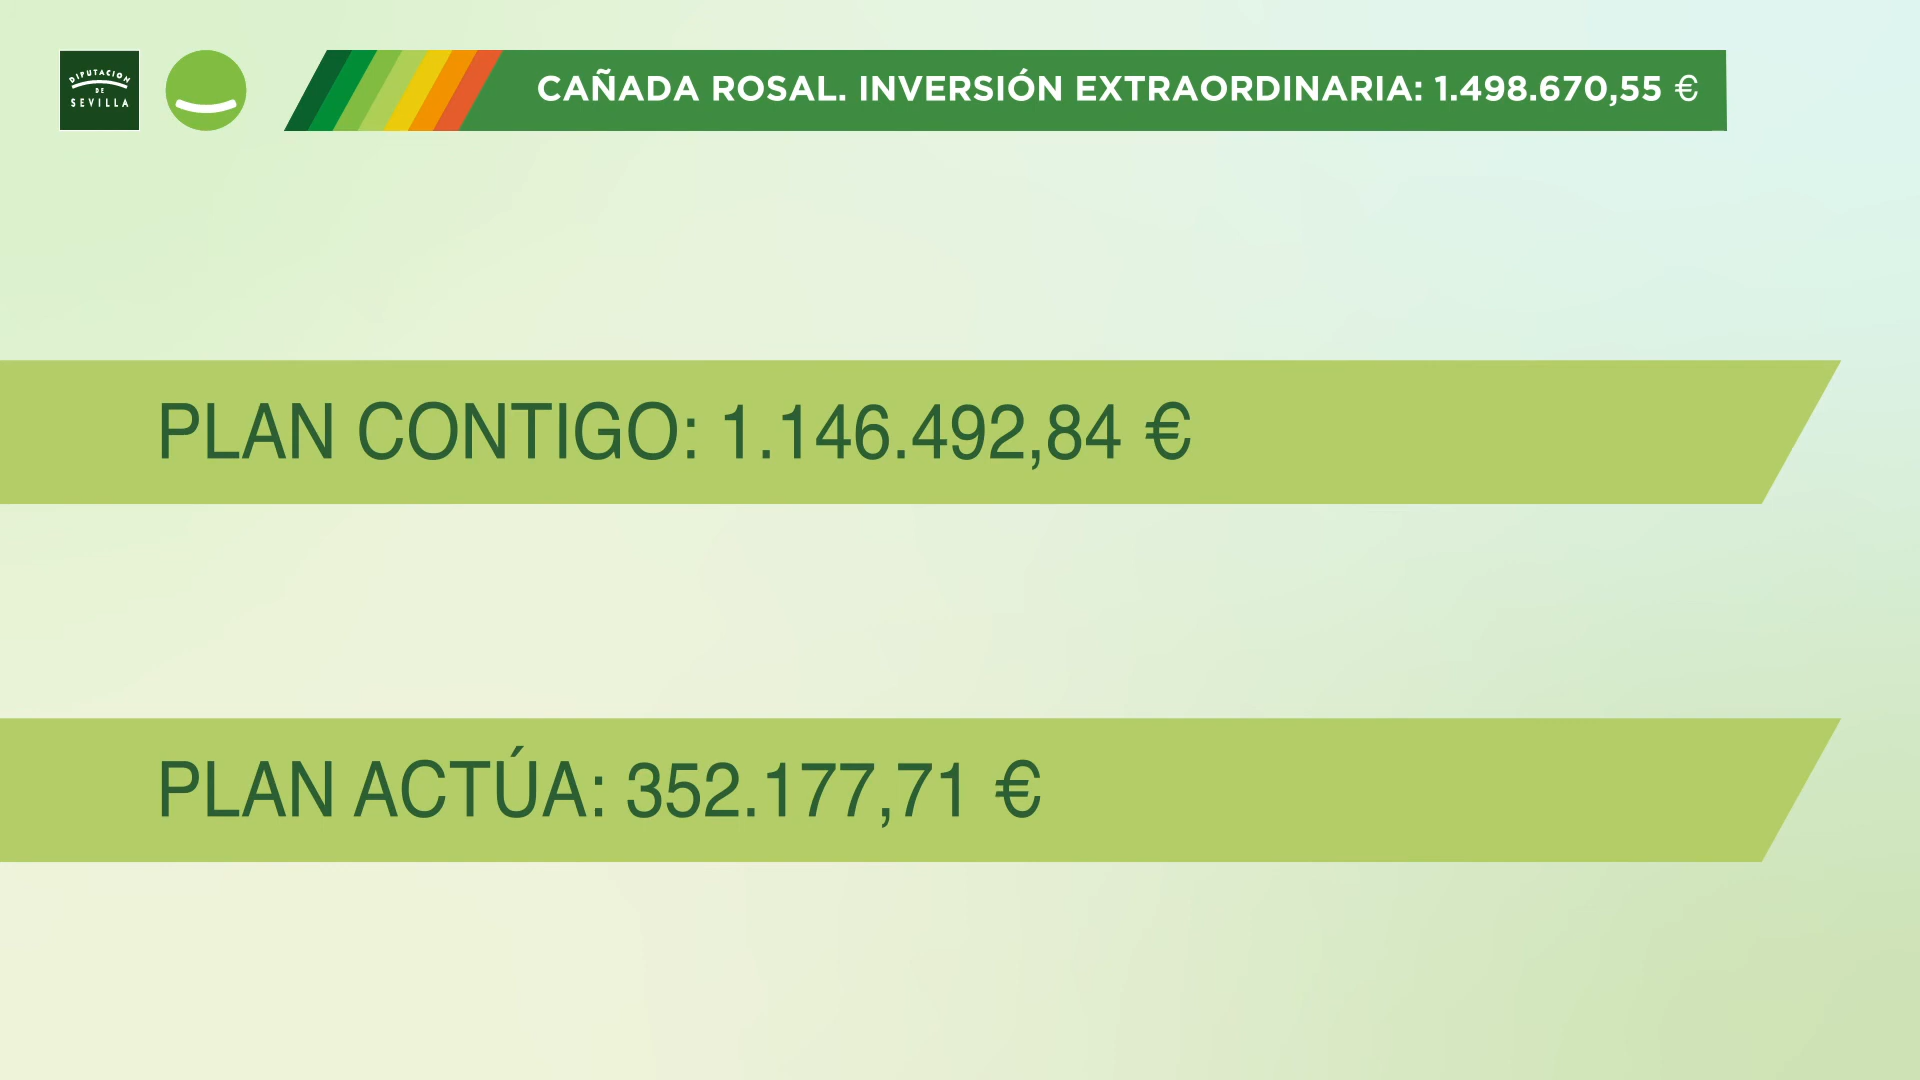 DIPUTACION
DE
SEVILLA
CAÑADA ROSAL. INVERSIÓN EXTRAORDINARIA: 1.498.670,55 €
PLAN CONTIGO: 1.146.492,84 €
PLAN ACTÚA: 352.177,71 €